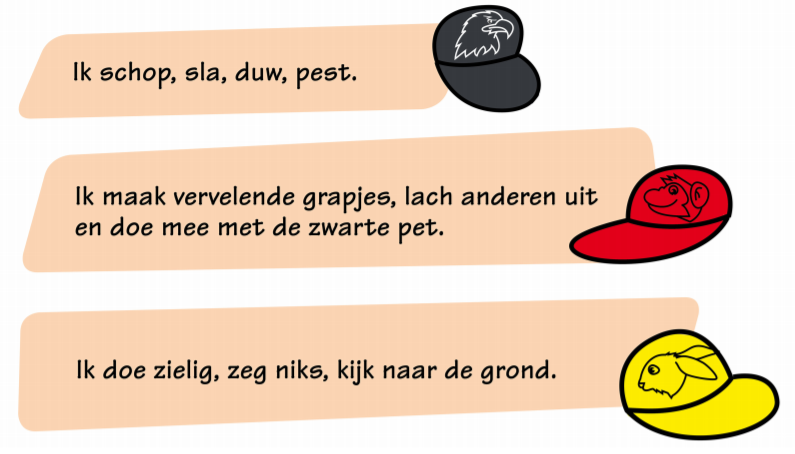 Ik schop, sla, duw, pest.
Ik maak vervelende grapjes, lach anderen uit
en doe mee met de zwarte pet.
Ik doe zielig, zeg niks, kijk naar de grond.